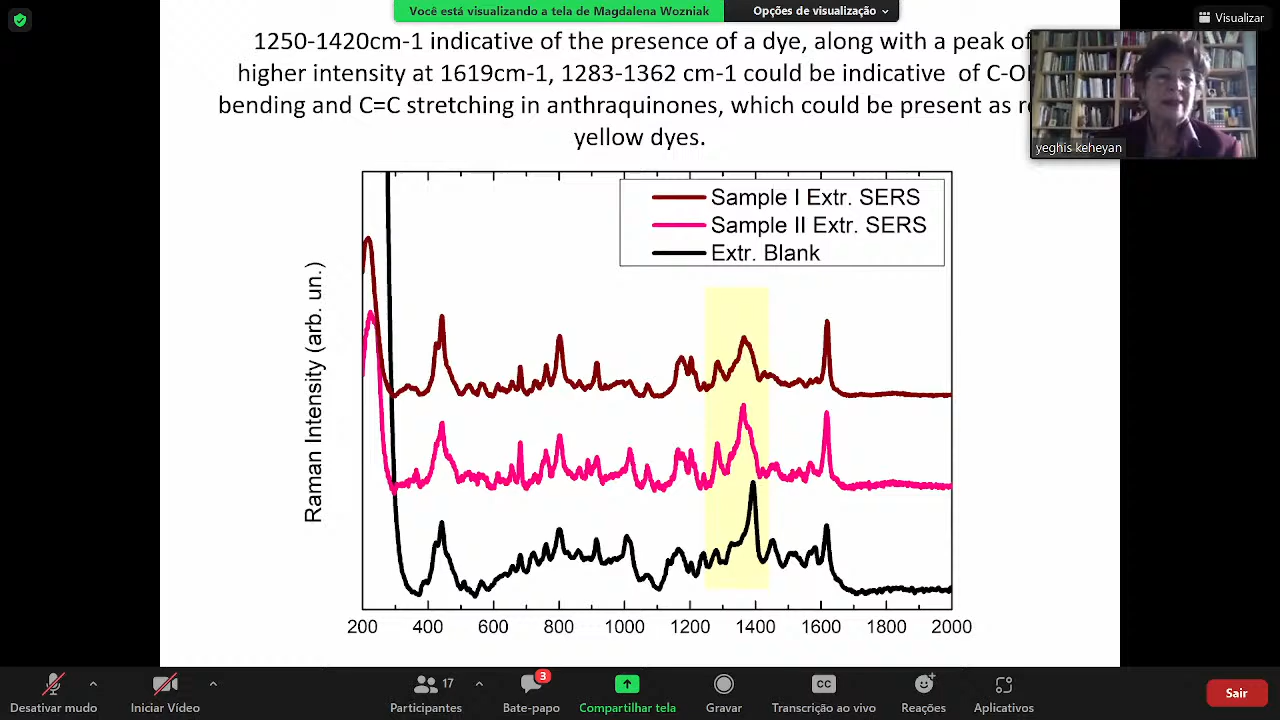 Você está visualizando a tela de Magdalena Wozniak
Opções de visualização
Visualizar
1250-1420cm-1 indicative of the presence of a dye, along with a peak of
higher intensity at 1619cm-1, 1283-1362 cm-1 could be indicative of
bending and C=C stretching in anthraquinones, which could be present as
yellow dyes.
yeghis keheyan
Sample I Extr. SERS
Sample II Extr. SERS
Extr. Blank
Raman Intensity (arb. un.)
200 400 600 800 1000 1200 1400 1600 1800 2000
Desativar mudo
Iniciar Vídeo
17
Participantes
3
Bate-papo
Compartilhar tela
Gravar
CC
Transcrição ao vivo
Reações
Aplicativos
Sair